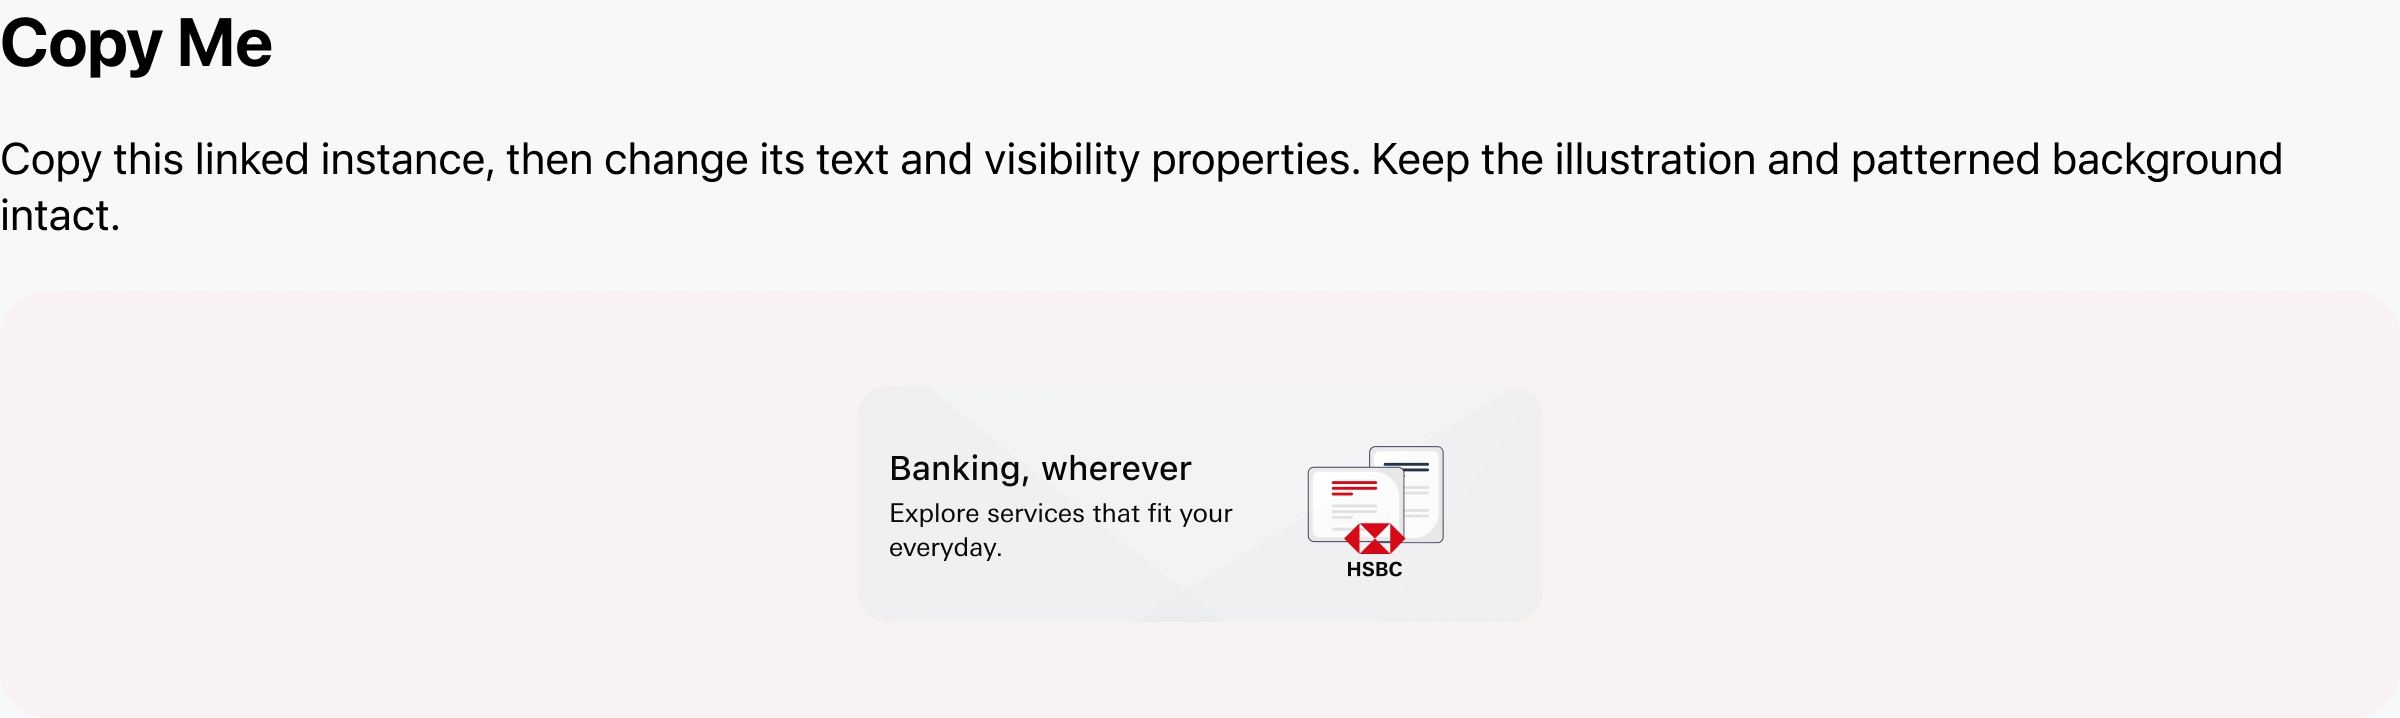 Copy Me
Copy this linked instance, then change its text and visibility properties. Keep the illustration and patterned background
intact.
Banking, wherever
Explore services that fit your
everyday.
HSBC